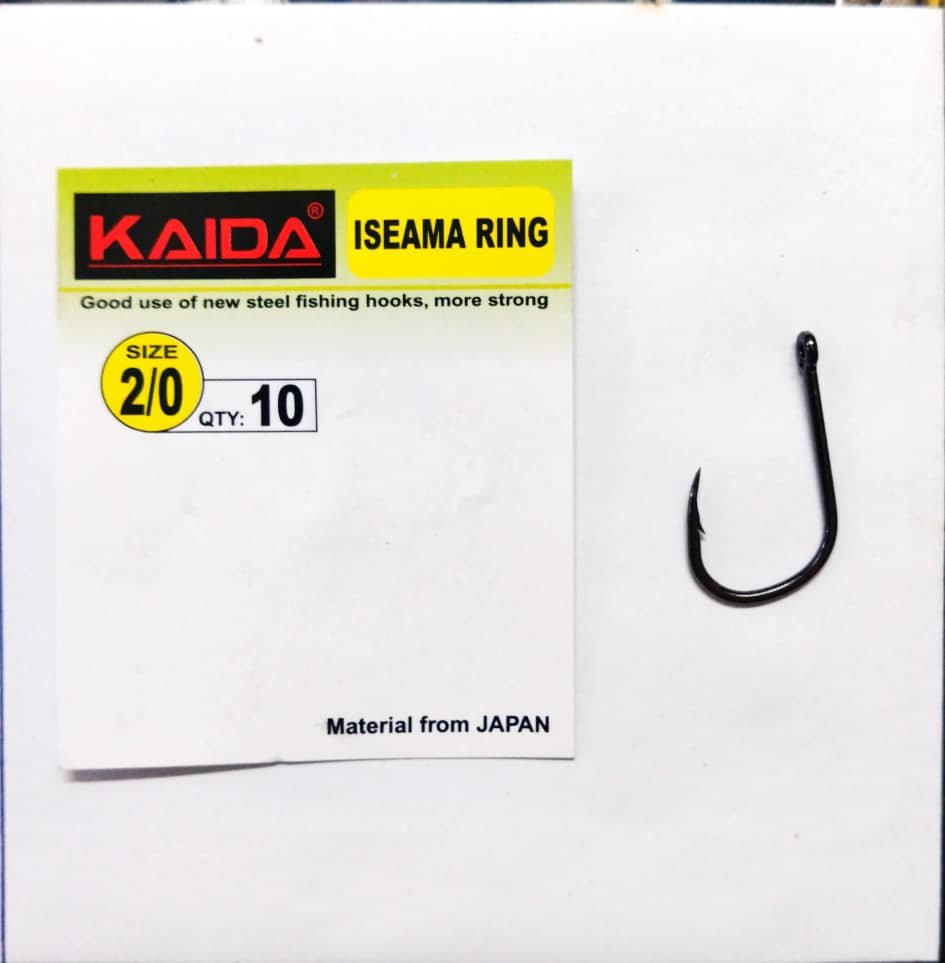 KAIDA®
ISEAMA RING
Good use of new steel fishing hooks, more strong
SIZE
2/0
QTY: 10
Material from JAPAN